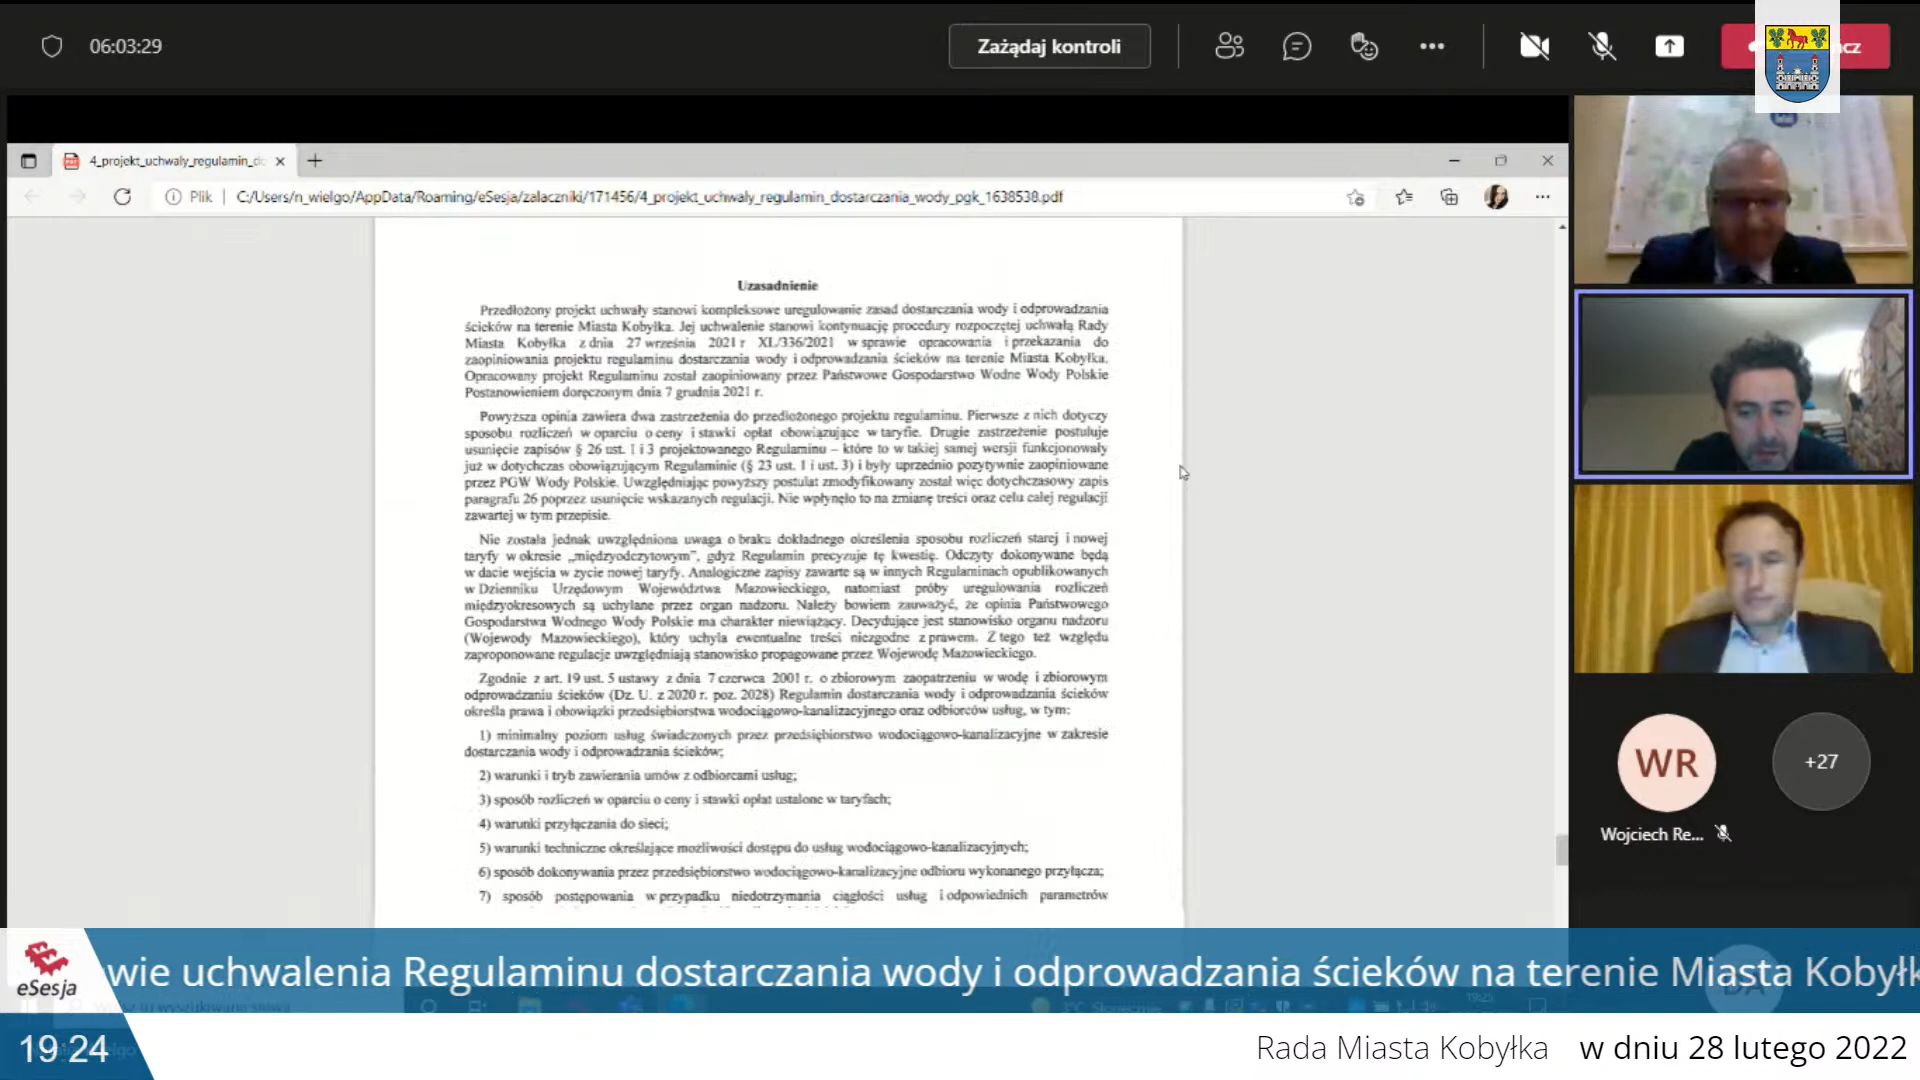 06:03:29
Zażądaj kontroli
4_projekt_uchwaly_regulamin_do
Plik
C:/Users/n_wielgo/AppData/Roaming/eSesja/zalaczniki/171456/4_projekt_uchwaly_regulamin_dostarczania_wody_pgk_1638538.pdf
Uzasadnienie
Przedłożony projekt uchwały stanowi kompleksowe uregulowanie zasad dostarczania wody i odprowadzania
ścieków na terenie Miasta Kobyłka. Jej uchwalenie stanowi kontynuację procedury rozpoczętej uchwałą Rady
Miasta Kobyłka z dnia 27 września 2021 r XL/336/2021 w sprawie opracowania i przekazania do
zaopiniowania projektu regulaminu dostarczania wody i odprowadzania ścieków na terenie Miasta Kobyłka.
Opracowany projekt Regulaminu został zaopiniowany przez Państwowe Gospodarstwo Wodne Wody Polskie
Postanowieniem doręczonym dnia 7 grudnia 2021 r.
Powyższa opinia zawiera dwa zastrzeżenia do przedłożonego projektu regulaminu. Pierwsze z nich dotyczy
sposobu rozliczeń w oparciu o ceny i stawki opłat obowiązujące w taryfie. Drugie zastrzeżenie postuluje
usunięcie zapisów § 26 ust. 1 i 3 projektowanego Regulaminu – które to w takiej samej wersji funkcjonowały
już w dotychczas obowiązującym Regulaminie (§ 23 ust. 1 i ust. 3) i były uprzednio pozytywnie zaopiniowane
przez PGW Wody Polskie. Uwzględniając powyższy postulat zmodyfikowany został więc dotychczasowy zapis
paragrafu 26 poprzez usunięcie wskazanych regulacji. Nie wpłynęło to na zmianę treści oraz celu całej regulacji
zawartej w tym przepisie.
Nie została jednak uwzględniona uwaga o braku dokładnego określenia sposobu rozliczeń starej i nowej
taryfy w okresie „międzyodczytowym”, gdyż Regulamin precyzuje tę kwestię. Odczyty dokonywane będą
w dacie wejścia w życie nowej taryfy. Analogiczne zapisy zawarte są w innych Regulaminach opublikowanych
w Dzienniku Urzędowym Województwa Mazowieckiego, natomiast próby uregulowania rozliczeń
międzyokresowych są uchylane przez organ nadzoru. Należy bowiem zauważyć, że opinia Państwowego
Gospodarstwa Wodnego Wody Polskie ma charakter niewiążący. Decydujące jest stanowisko organu nadzoru
(Wojewody Mazowieckiego), który uchyla ewentualne treści niezgodne z prawem. Z tego też względu
zaproponowane regulacje uwzględniają stanowisko propagowane przez Wojewodę Mazowieckiego.
Zgodnie z art. 19 ust. 5 ustawy z dnia 7 czerwca 2001 r. o zbiorowym zaopatrzeniu w wodę i zbiorowym
odprowadzaniu ścieków (Dz. U. z 2020 r. poz. 2028) Regulamin dostarczania wody i odprowadzania ścieków
określa prawa i obowiązki przedsiębiorstwa wodociągowo-kanalizacyjnego oraz odbiorców usług, w tym:
1) minimalny poziom usług świadczonych przez przedsiębiorstwo wodociągowo-kanalizacyjne w zakresie
dostarczania wody i odprowadzania ścieków;
2) warunki i tryb zawierania umów z odbiorcami usług;
3) sposób rozliczeń w oparciu o ceny i stawki opłat ustalone w taryfach;
4) warunki przyłączania do sieci;
5) warunki techniczne określające możliwości dostępu do usług wodociągowo-kanalizacyjnych;
6) sposób dokonywania przez przedsiębiorstwo wodociągowo-kanalizacyjne odbioru wykonanego przyłącza;
7) sposób postępowania w przypadku niedotrzymania ciągłości usług i odpowiednich parametrów
WR
+27
Wojciech Re...
eSesja
wie uchwalenia Regulaminu dostarczania wody i odprowadzania ścieków na terenie Miasta Kobyłk
19:24
Rada Miasta Kobyłka w dniu 28 lutego 2022